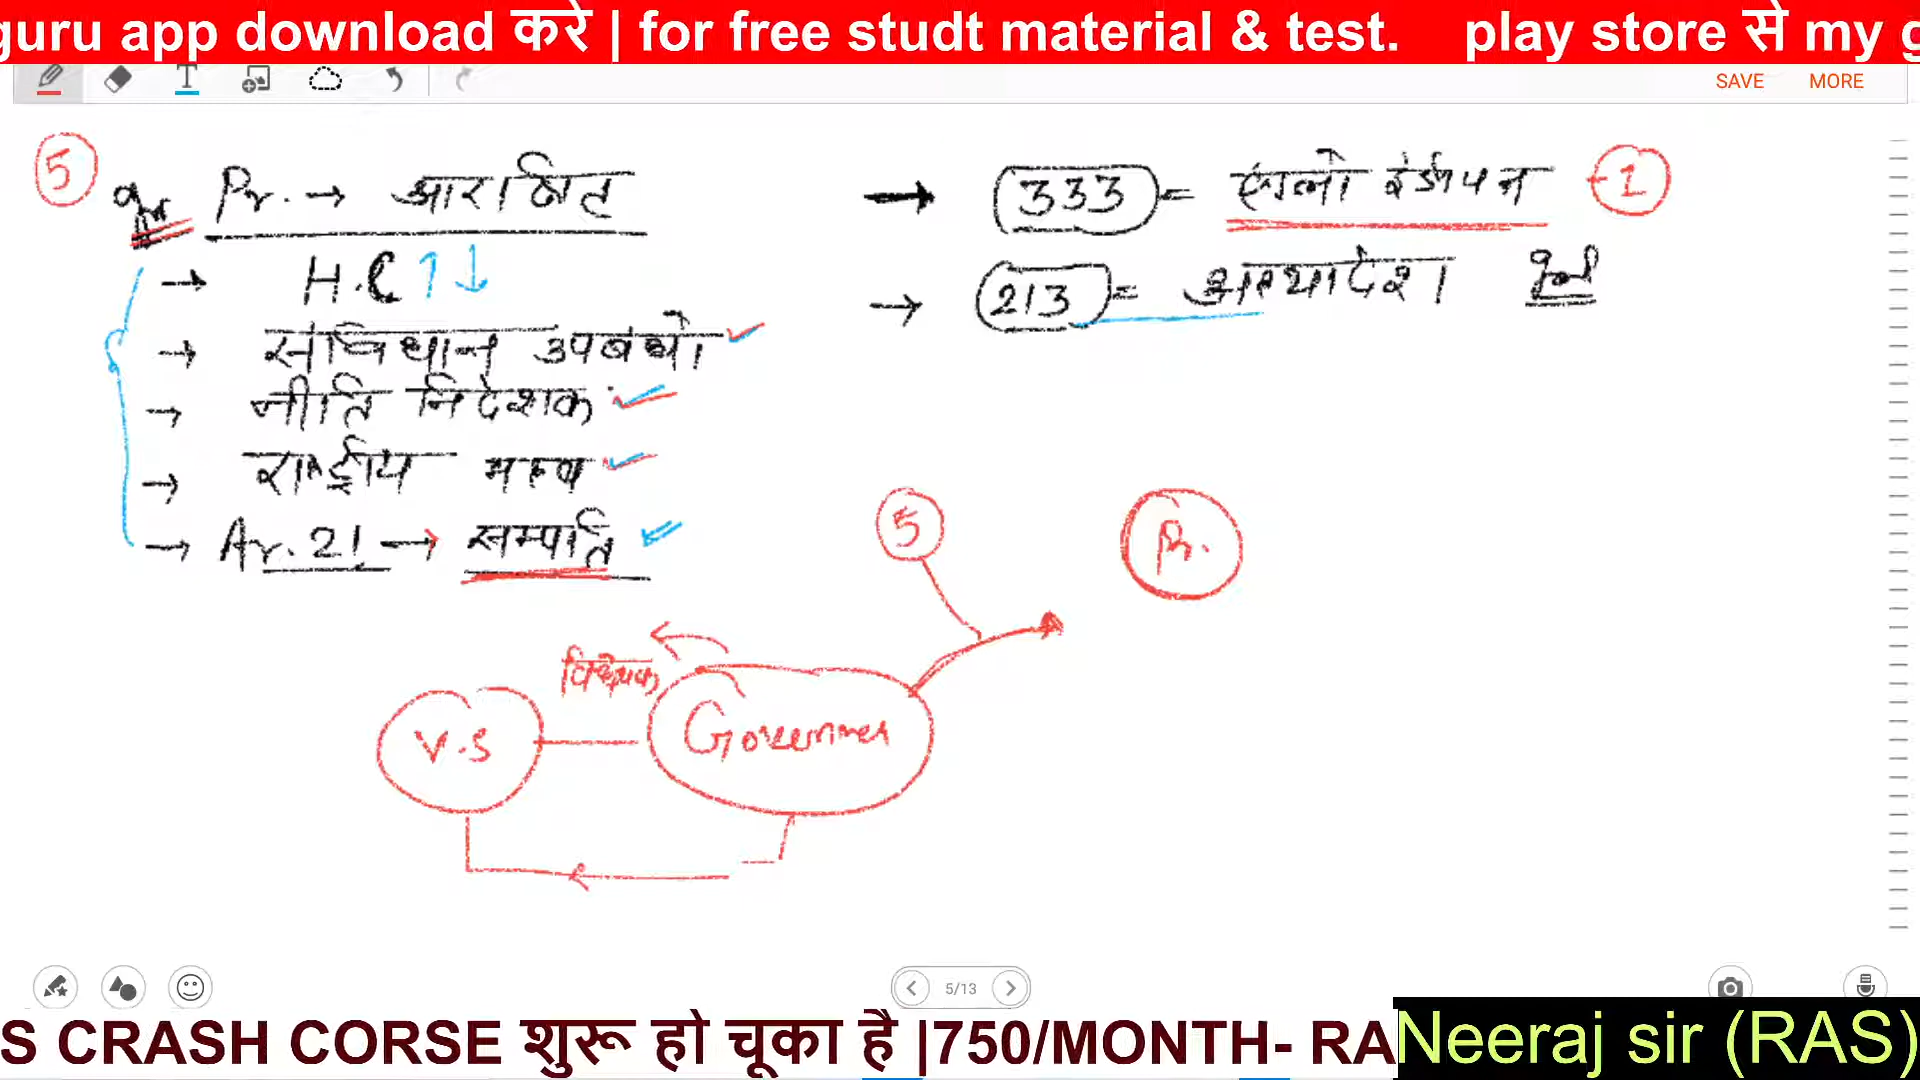 guru app download करे | for free studt material & test. play store से my g
SAVE MORE
5
Pr. → आरक्षित
→ H.C ↑↓
→ संविधान उपबंधो
→ नीति निदेशक
→ राष्ट्रीय महत्व
→ Ar. 21 → सम्पति
→ 333 = एंग्लो इंडियन - 1
→ 213 = अध्यादेश।
5
Pr.
विधेयक
V.S
5/13
S CRASH CORSE शुरू हो चूका है |750/MONTH- RA
Neeraj sir (RAS)